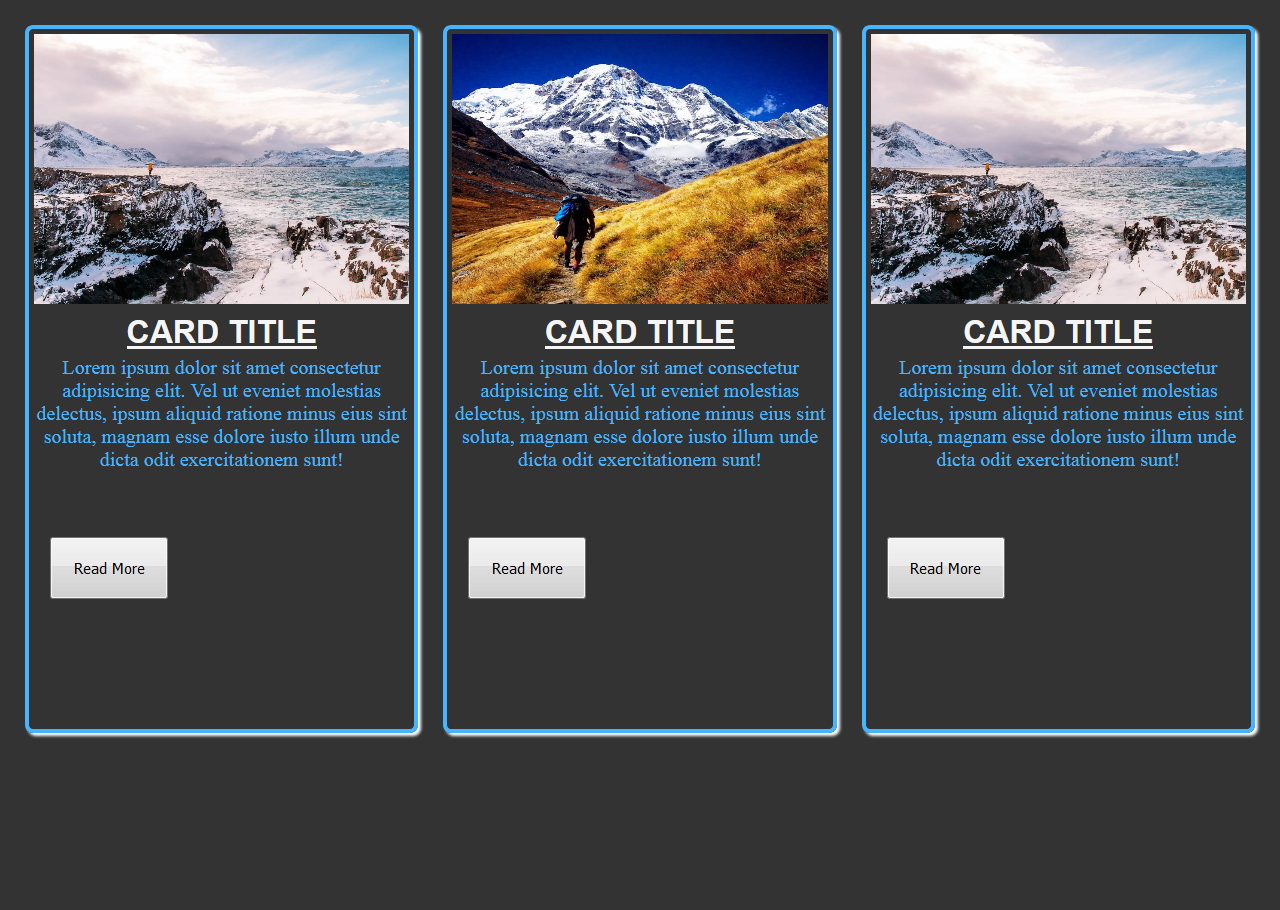 CARD TITLE
Lorem ipsum dolor sit amet consectetur
adipisicing elit. Vel ut eveniet molestias
delectus, ipsum aliquid ratione minus eius sint
soluta, magnam esse dolore iusto illum unde
dicta odit exercitationem sunt!
Read More
CARD TITLE
Lorem ipsum dolor sit amet consectetur
adipisicing elit. Vel ut eveniet molestias
delectus, ipsum aliquid ratione minus eius sint
soluta, magnam esse dolore iusto illum unde
dicta odit exercitationem sunt!
Read More
CARD TITLE
Lorem ipsum dolor sit amet consectetur
adipisicing elit. Vel ut eveniet molestias
delectus, ipsum aliquid ratione minus eius sint
soluta, magnam esse dolore iusto illum unde
dicta odit exercitationem sunt!
Read More